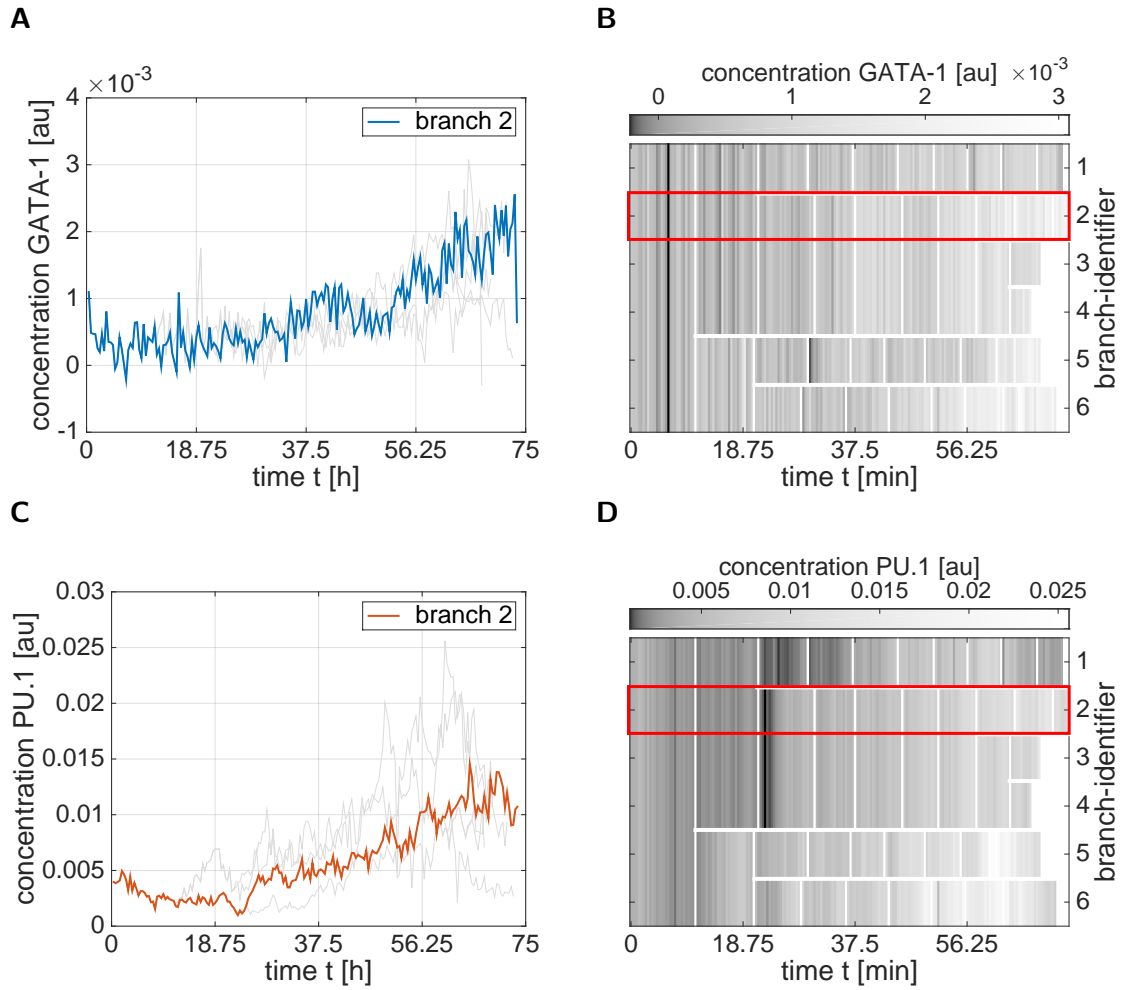 A
×10⁻³
4
3
2
1
0
-1
concentration GATA-1 [au]
branch 2
0 18.75 37.5 56.25 75
time t [h]
B
concentration GATA-1 [au] ×10⁻³
0 1 2 3
1
2
3
4
5
6
branch-identifier
0 18.75 37.5 56.25
time t [min]
C
0.03
0.025
0.02
0.015
0.01
0.005
0
concentration PU.1 [au]
branch 2
0 18.75 37.5 56.25 75
time t [h]
D
concentration PU.1 [au]
0.005 0.01 0.015 0.02 0.025
1
2
3
4
5
6
branch-identifier
0 18.75 37.5 56.25
time t [min]